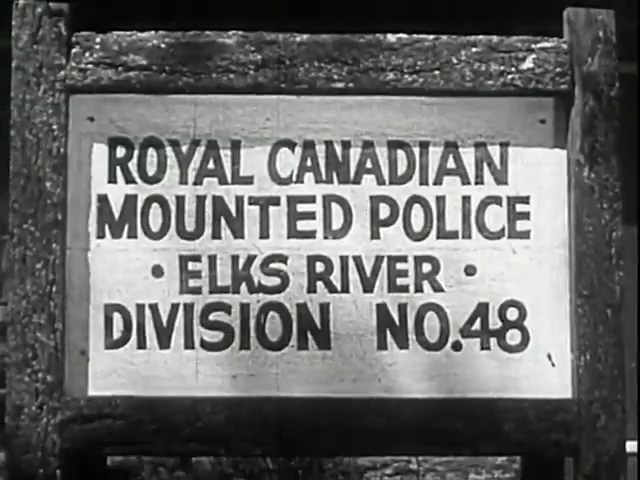 ROYAL CANADIAN
MOUNTED POLICE
• ELKS RIVER •
DIVISION NO.48